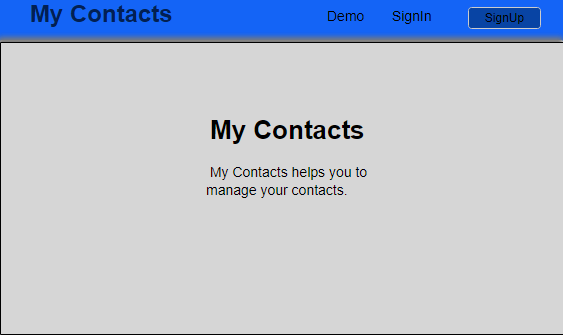 My Contacts
Demo
SignIn
SignUp
My Contacts
My Contacts helps you to
manage your contacts.